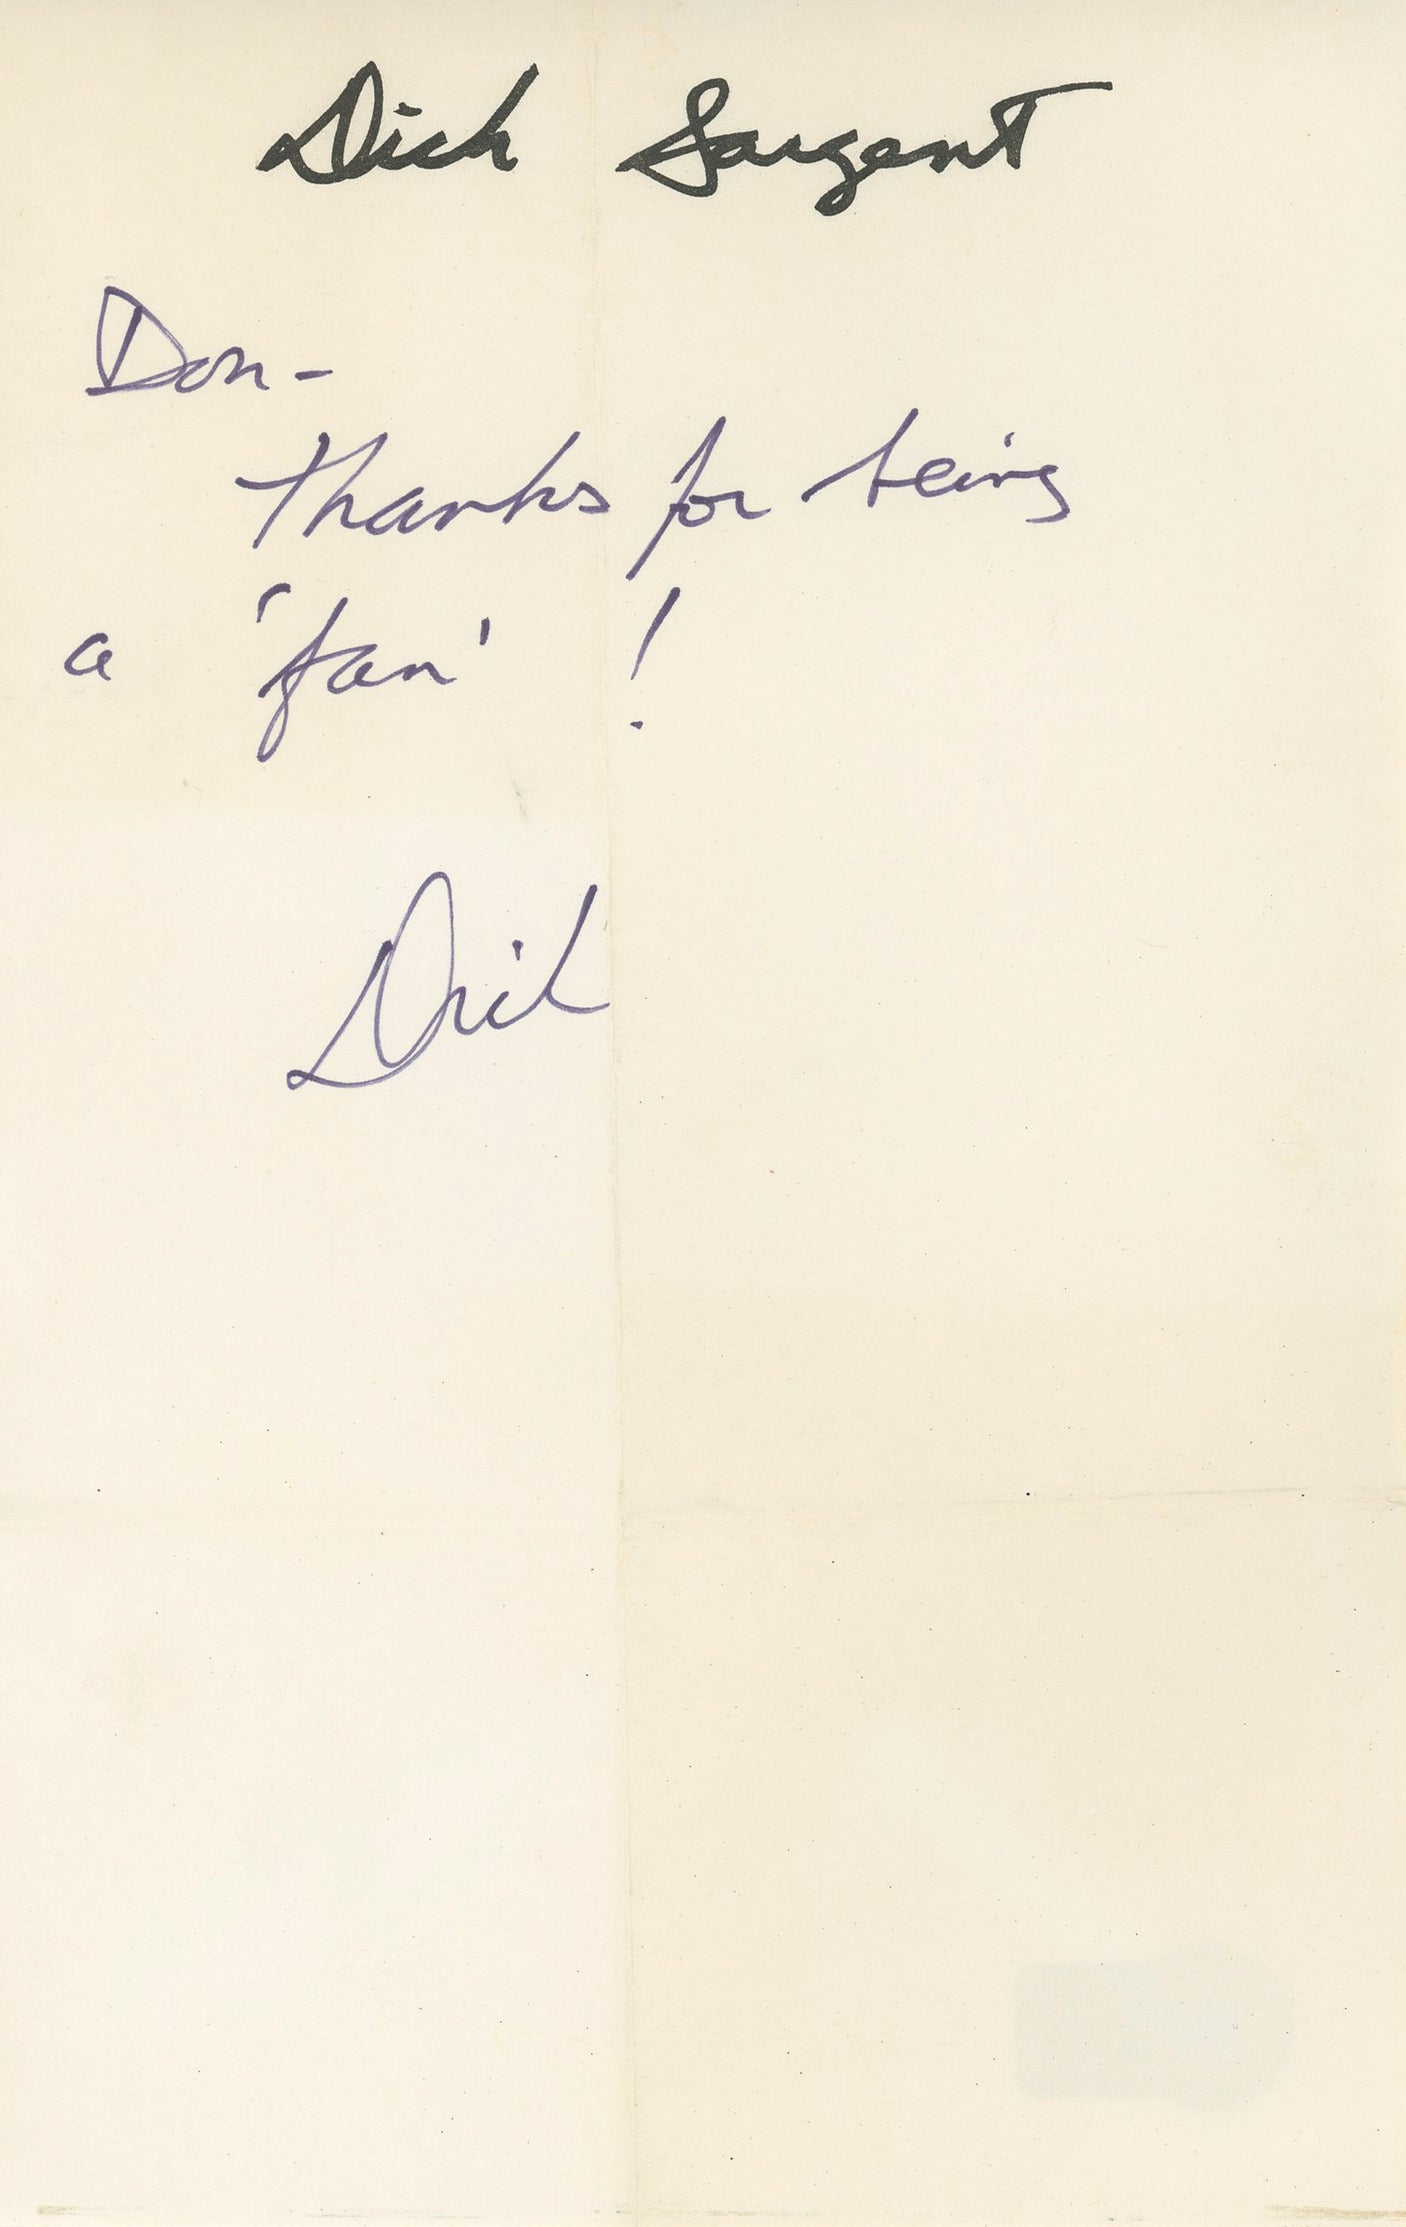 Dick Sargent
Don-
Thanks for being
a 'fan' !
Dick